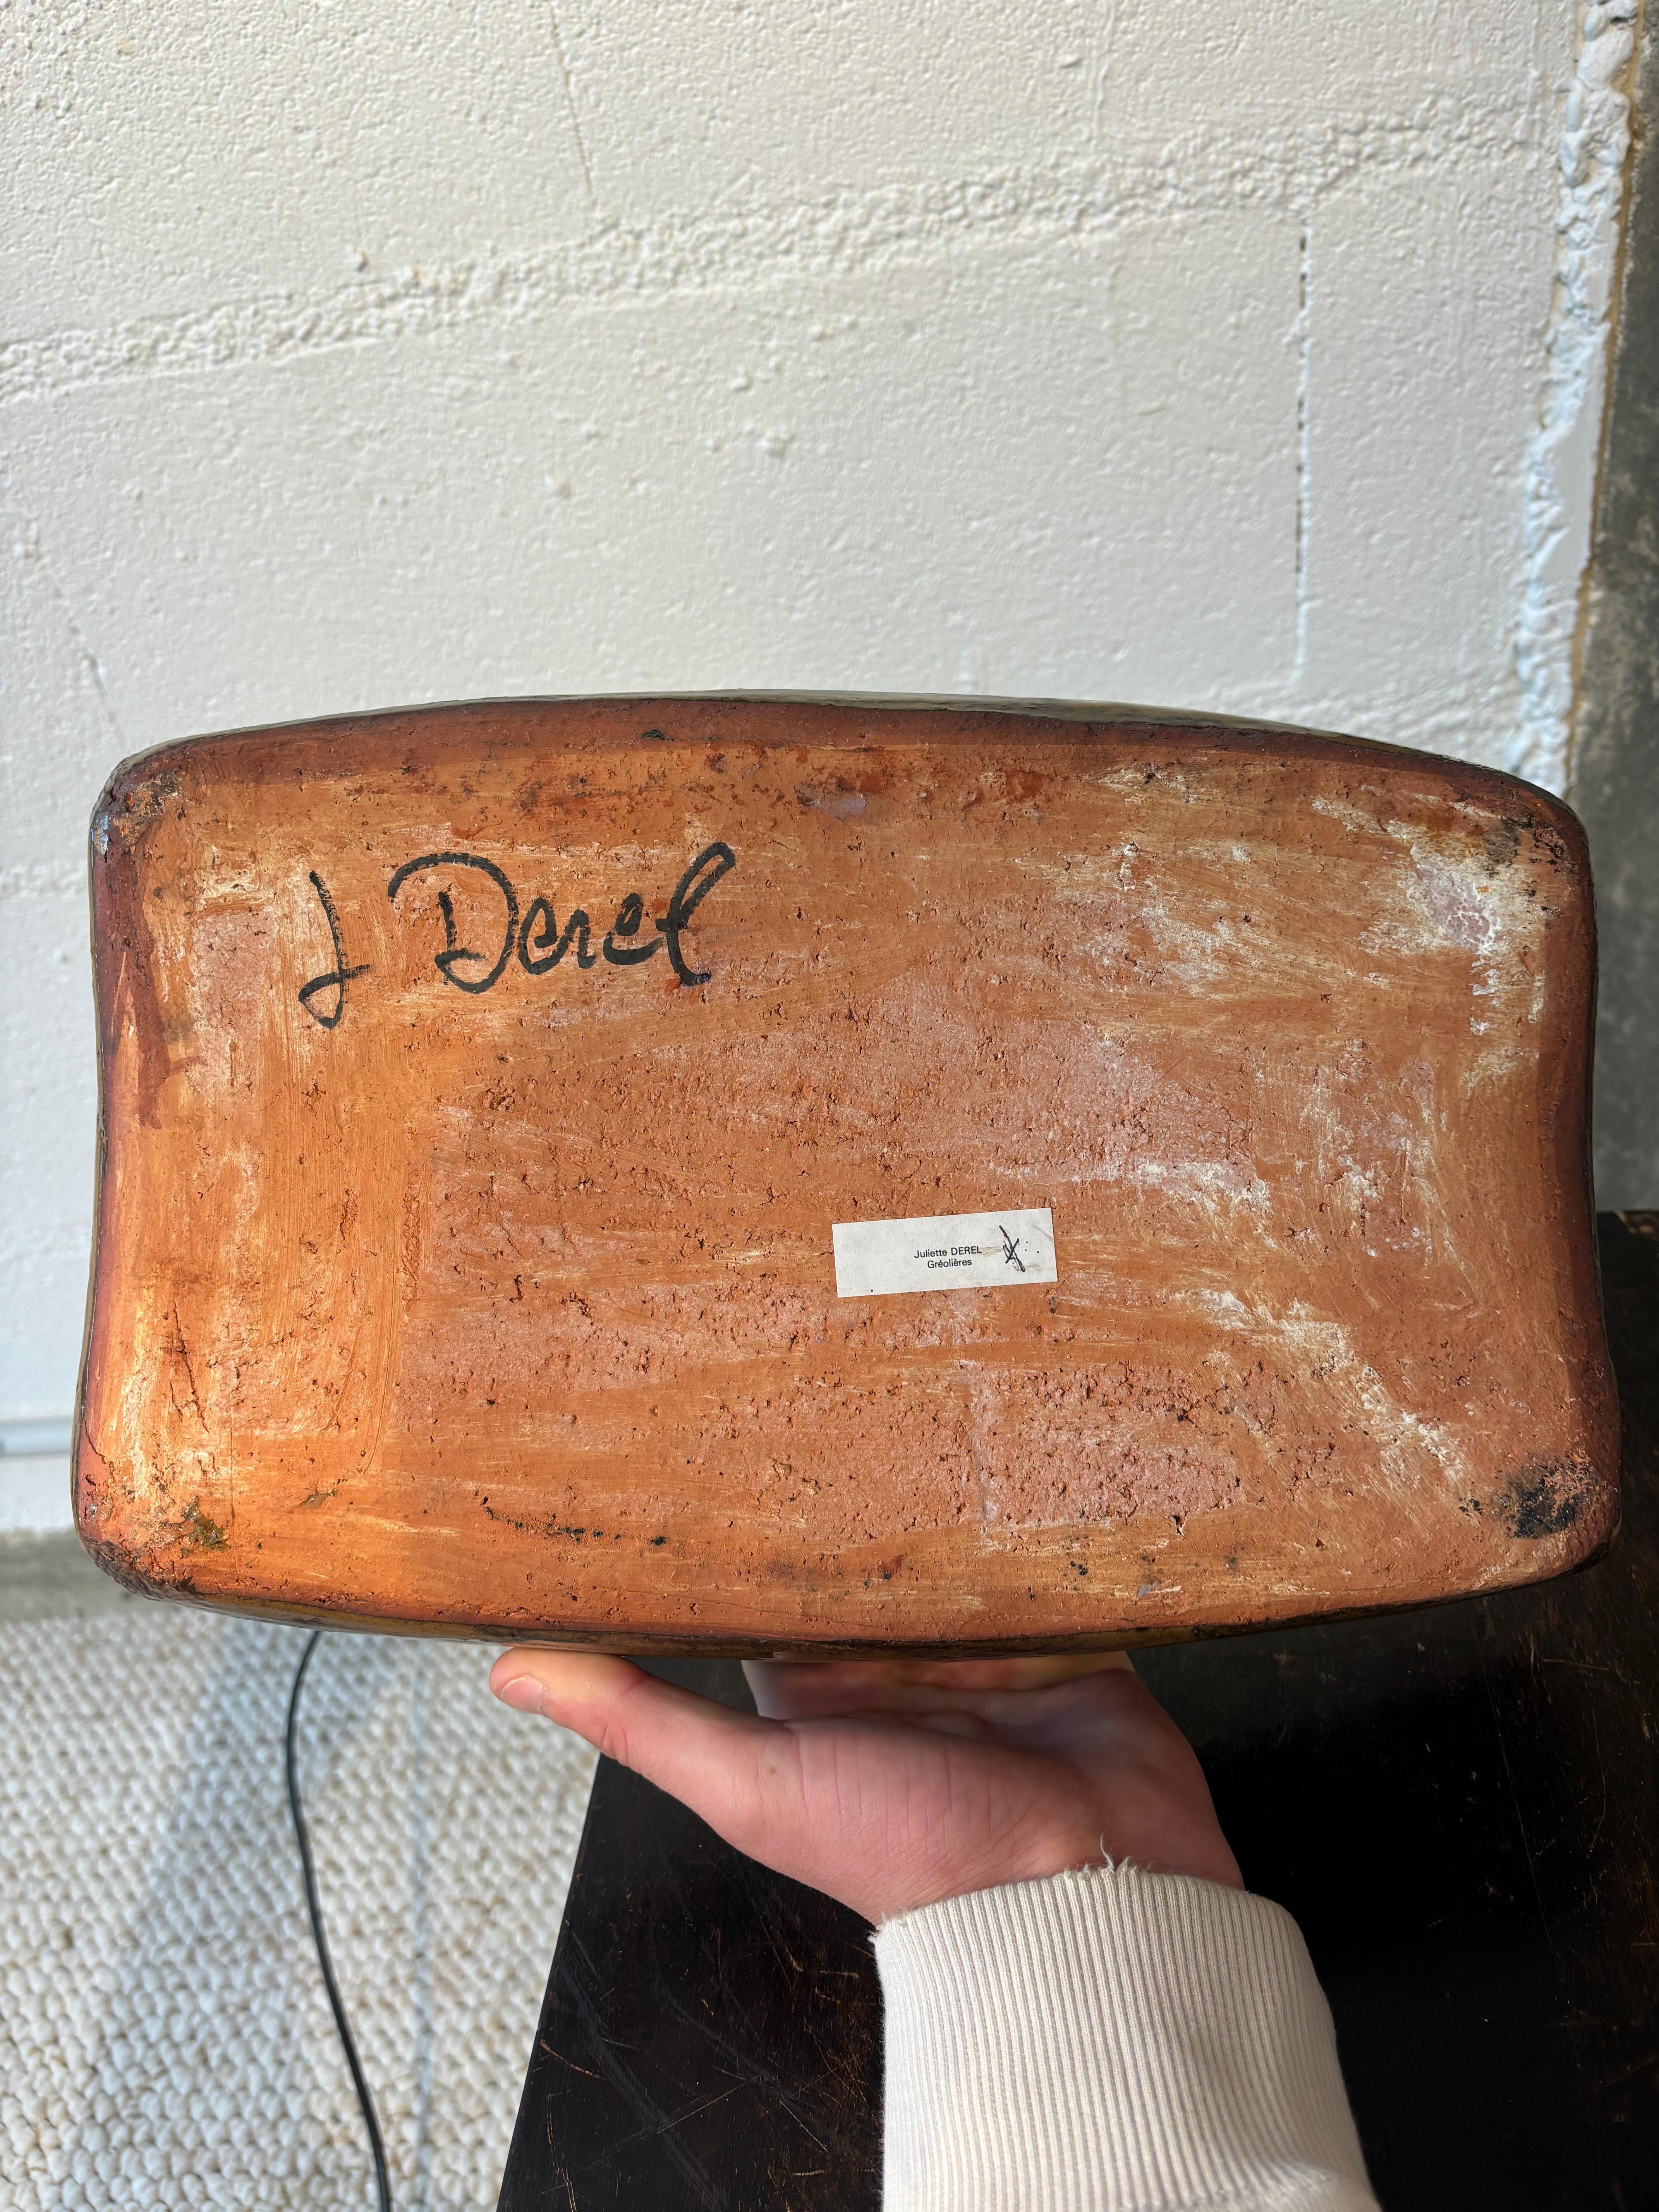 J Derel
Juliette DEREL
Gréolières